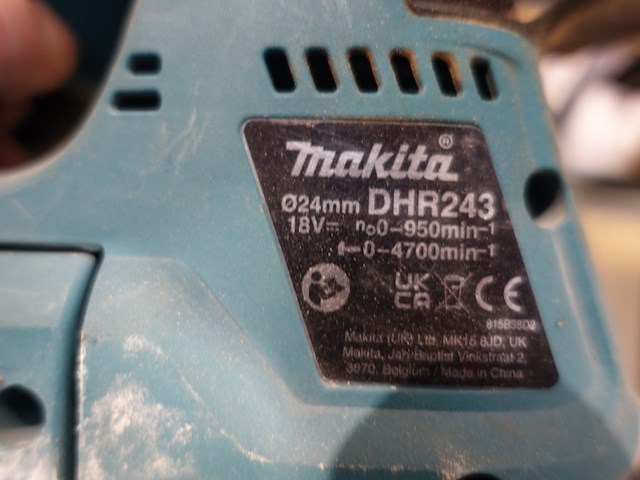 makita®
Ø24mm DHR243
18V⎓ n₀0-950min⁻¹
0-4700min⁻¹
UK
CA CE
815B38D2
Makita (UK) Ltd, MK15 8JD, UK
Makita, Jan-Baptist Vinkstraat 2,
3070, Belgium / Made in China